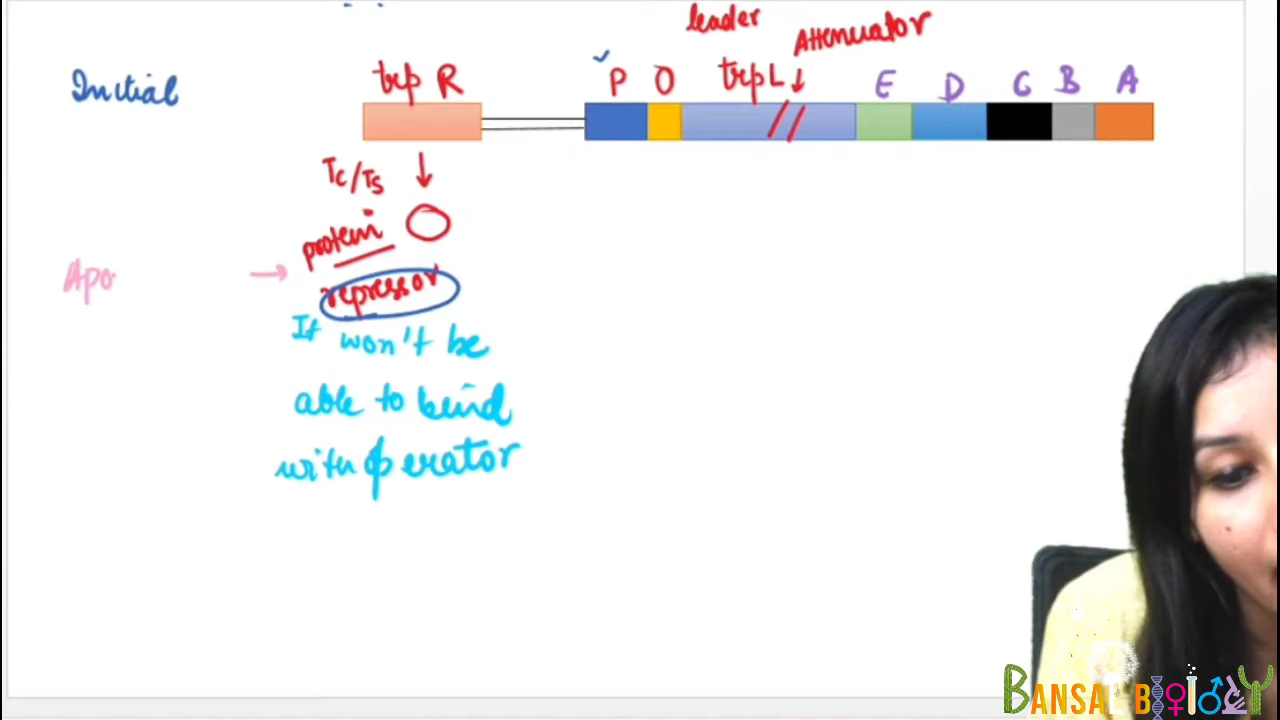 leader
Attenuator
Initial
trp R
P O trpL E D C B A
Tc/Ts
protein
Apo
repressor
It won't be
able to beind
with operator
BANSAL BIOLOGY